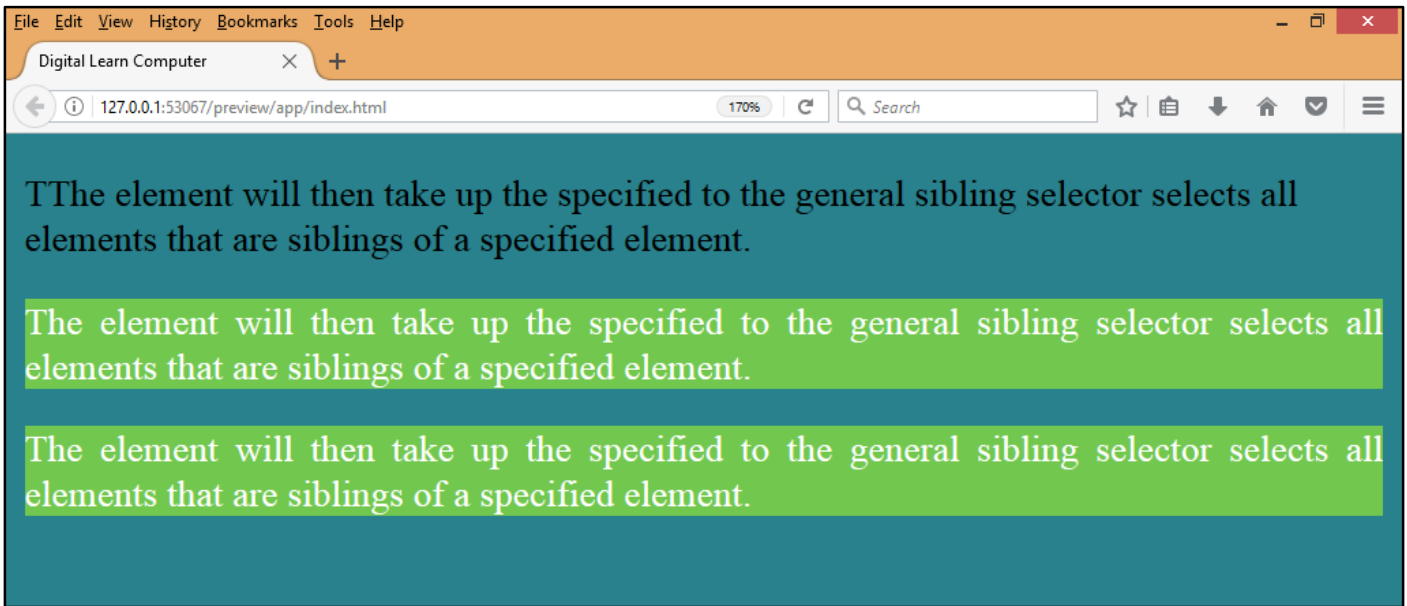 File Edit View History Bookmarks Tools Help
Digital Learn Computer
127.0.0.1:53067/preview/app/index.html 170% Search
TThe element will then take up the specified to the general sibling selector selects all
elements that are siblings of a specified element.
The element will then take up the specified to the general sibling selector selects all
elements that are siblings of a specified element.
The element will then take up the specified to the general sibling selector selects all
elements that are siblings of a specified element.